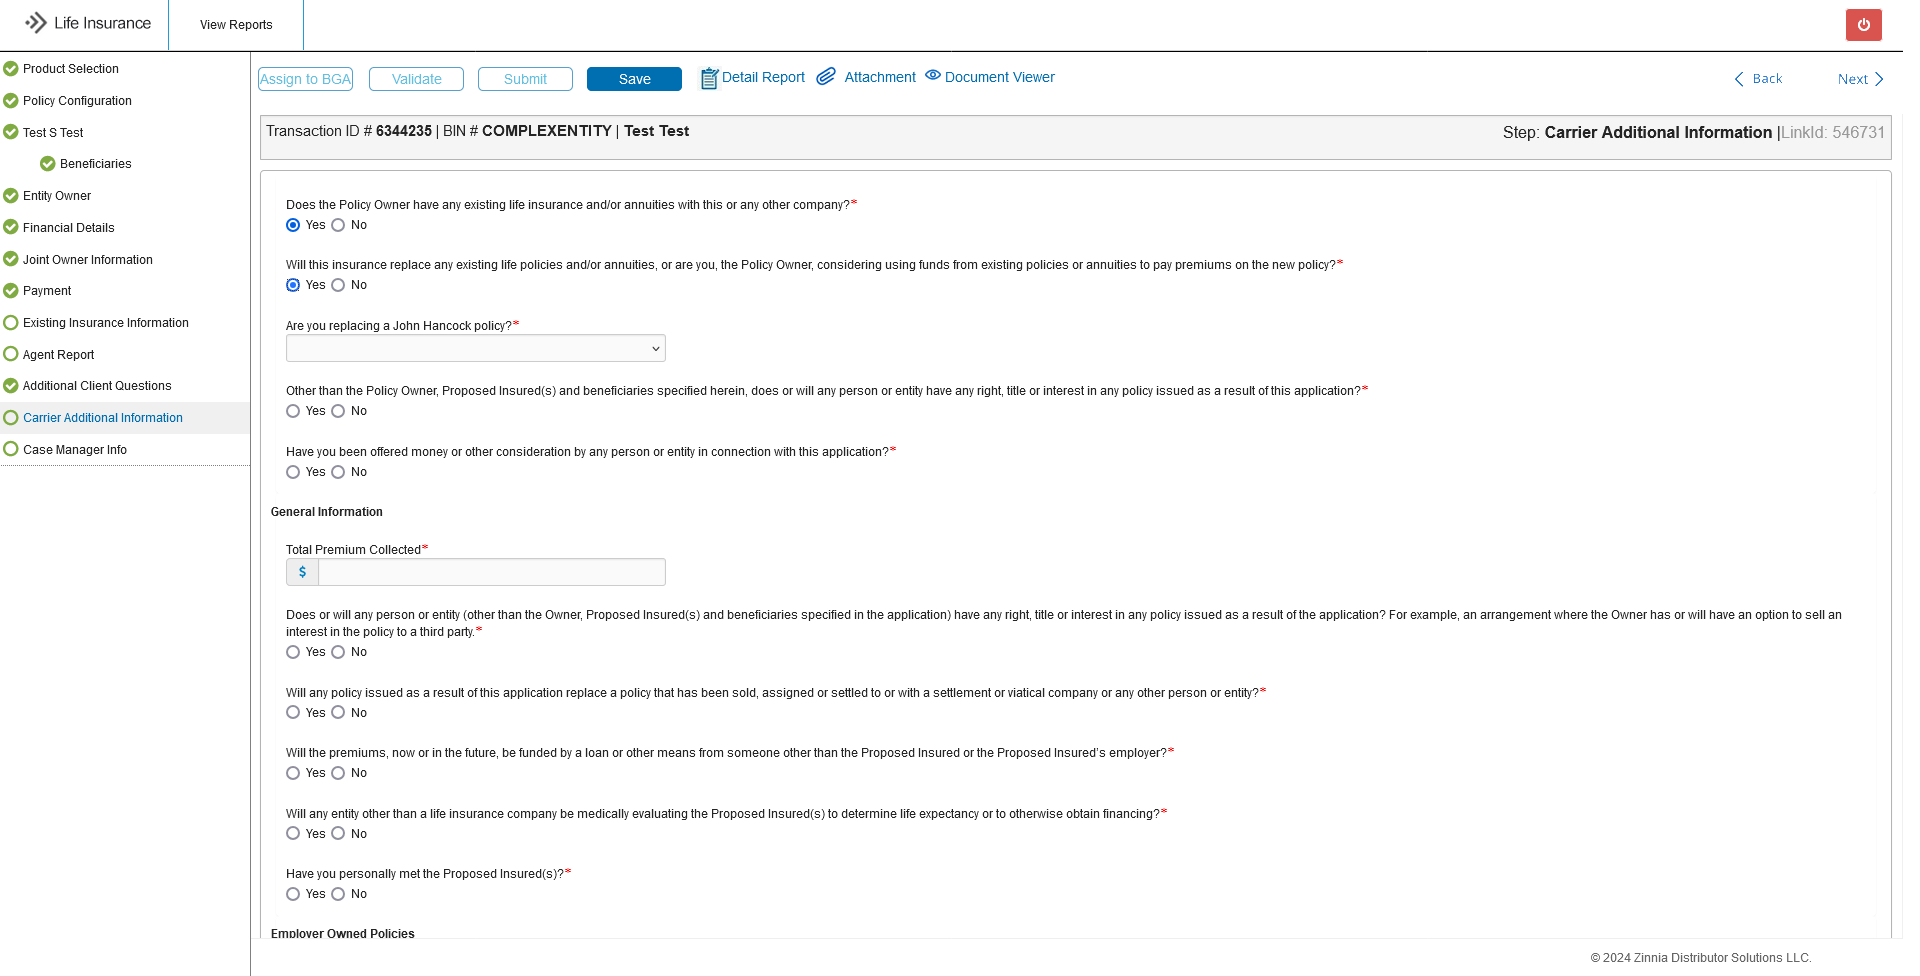 Life Insurance
View Reports
Product Selection
Policy Configuration
Test S Test
Beneficiaries
Entity Owner
Financial Details
Joint Owner Information
Payment
Existing Insurance Information
Agent Report
Additional Client Questions
Carrier Additional Information
Case Manager Info
Assign to BGA Validate Submit Save Detail Report Attachment Document Viewer Back Next
Transaction ID # 6344235 | BIN # COMPLEXENTITY | Test Test
Step: Carrier Additional Information |LinkId: 546731
Does the Policy Owner have any existing life insurance and/or annuities with this or any other company?*
Yes No
Will this insurance replace any existing life policies and/or annuities, or are you, the Policy Owner, considering using funds from existing policies or annuities to pay premiums on the new policy?*
Yes No
Are you replacing a John Hancock policy?*
Other than the Policy Owner, Proposed Insured(s) and beneficiaries specified herein, does or will any person or entity have any right, title or interest in any policy issued as a result of this application?*
Yes No
Have you been offered money or other consideration by any person or entity in connection with this application?*
Yes No
General Information
Total Premium Collected*
$
Does or will any person or entity (other than the Owner, Proposed Insured(s) and beneficiaries specified in the application) have any right, title or interest in any policy issued as a result of the application? For example, an arrangement where the Owner has or will have an option to sell an
interest in the policy to a third party.*
Yes No
Will any policy issued as a result of this application replace a policy that has been sold, assigned or settled to or with a settlement or viatical company or any other person or entity?*
Yes No
Will the premiums, now or in the future, be funded by a loan or other means from someone other than the Proposed Insured or the Proposed Insured's employer?*
Yes No
Will any entity other than a life insurance company be medically evaluating the Proposed Insured(s) to determine life expectancy or to otherwise obtain financing?*
Yes No
Have you personally met the Proposed Insured(s)?*
Yes No
Employer Owned Policies
© 2024 Zinnia Distributor Solutions LLC.